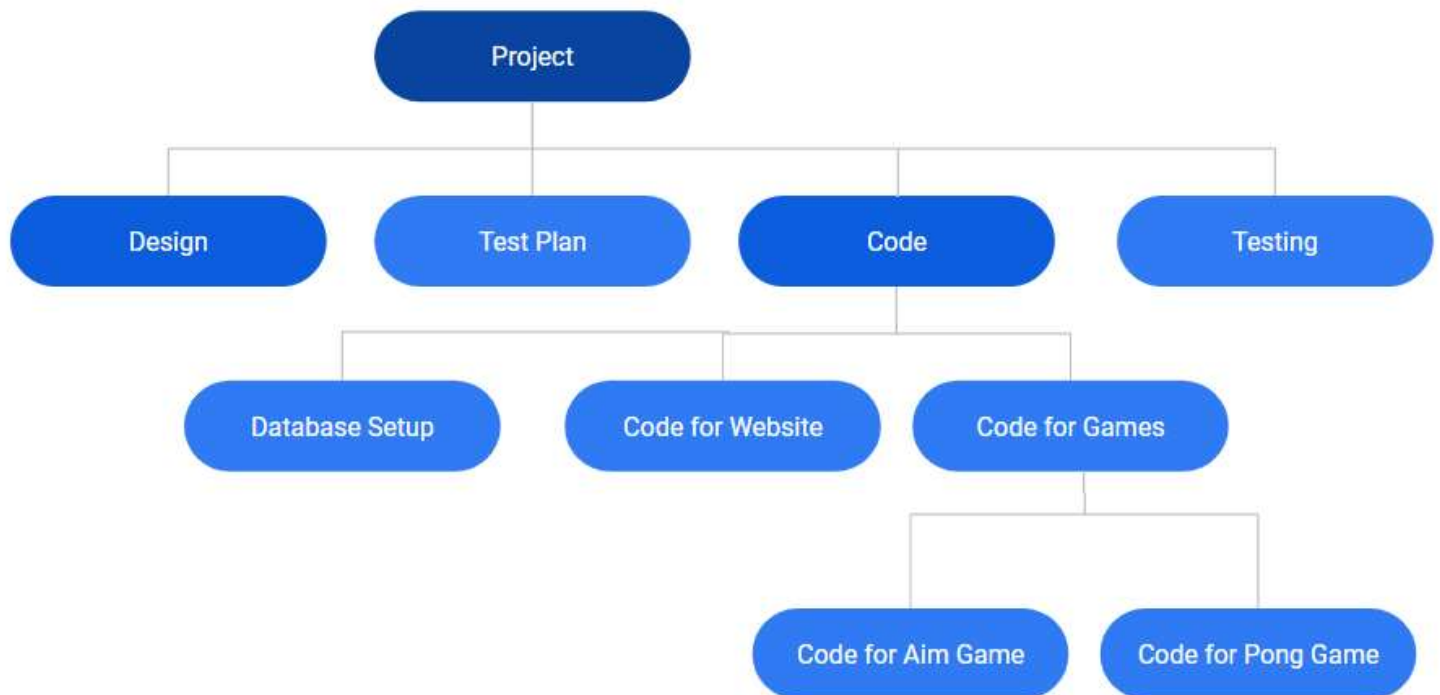 Project
Design
Test Plan
Code
Testing
Database Setup
Code for Website
Code for Games
Code for Aim Game
Code for Pong Game